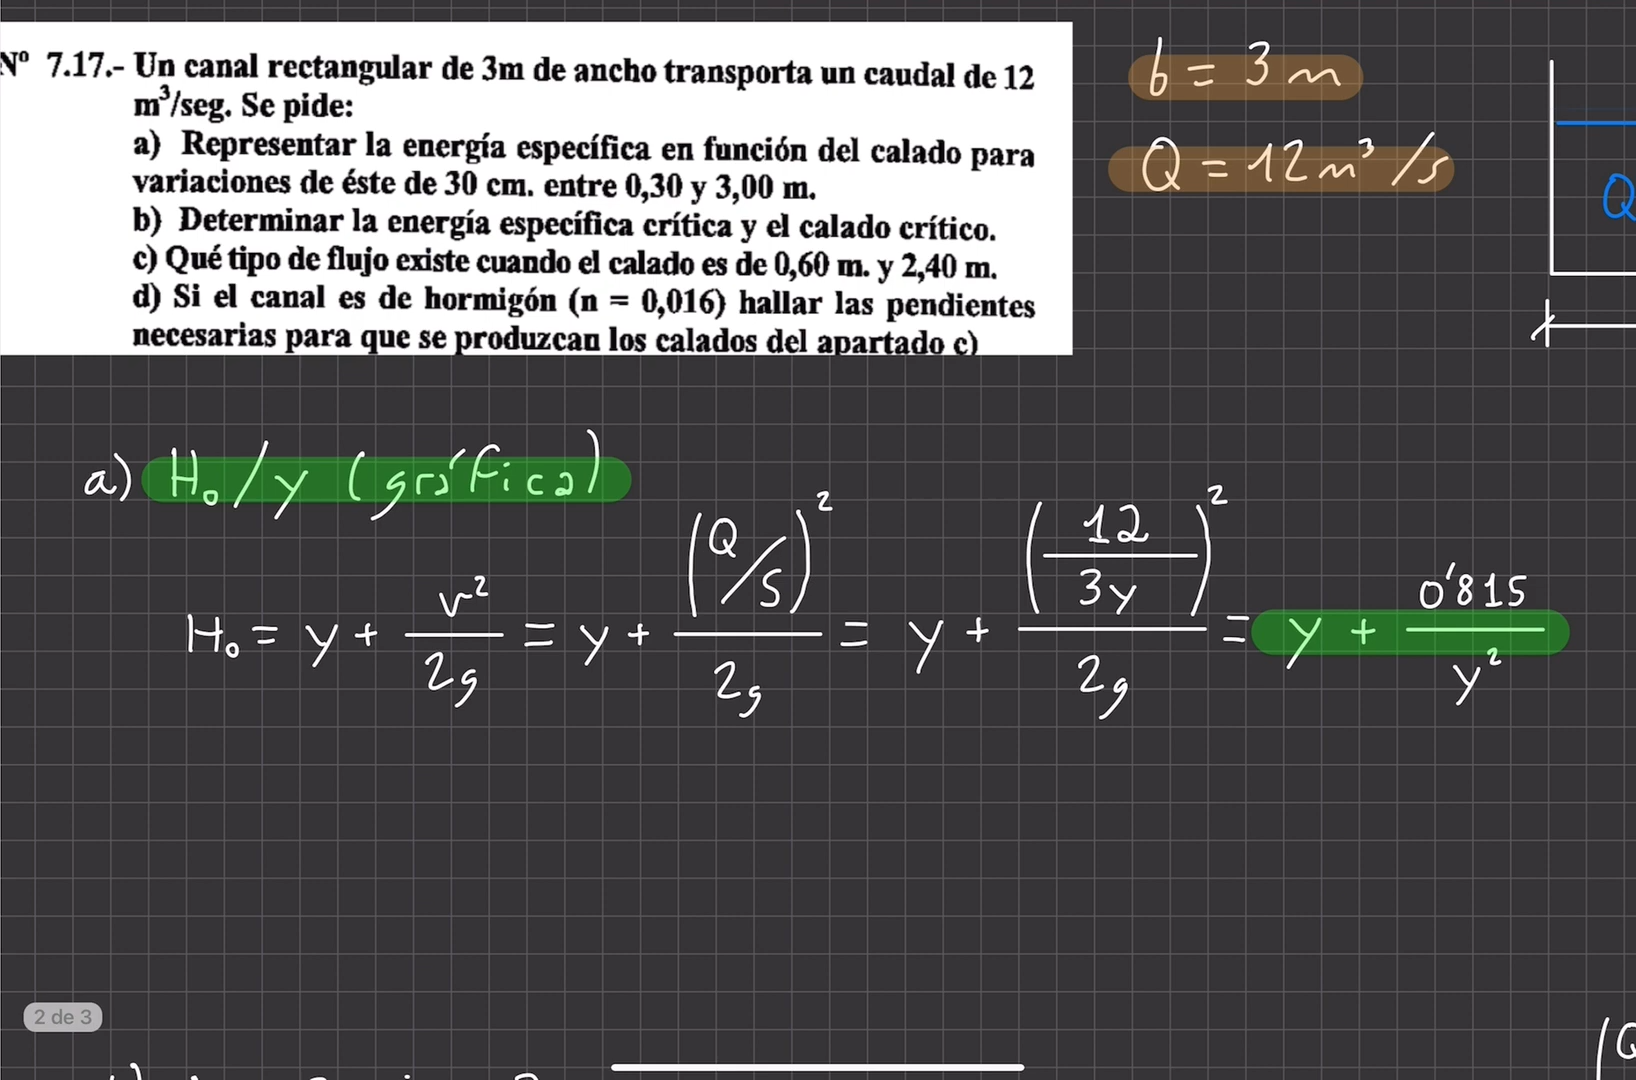 Nº 7.17.- Un canal rectangular de 3m de ancho transporta un caudal de 12
m³/seg. Se pide:
a) Representar la energía específica en función del calado para
variaciones de éste de 30 cm. entre 0,30 y 3,00 m.
b) Determinar la energía específica crítica y el calado crítico.
c) Qué tipo de flujo existe cuando el calado es de 0,60 m. y 2,40 m.
d) Si el canal es de hormigón (n = 0,016) hallar las pendientes
necesarias para que se produzcan los calados del apartado c)
b = 3 m
Q = 12 m³/s
Q
a) H₀/y (gráfica)
H₀ = y + v²/2g = y + (Q/S)²/2g = y + (12/3y)²/2g = y + 0'815/y²
2 de 3